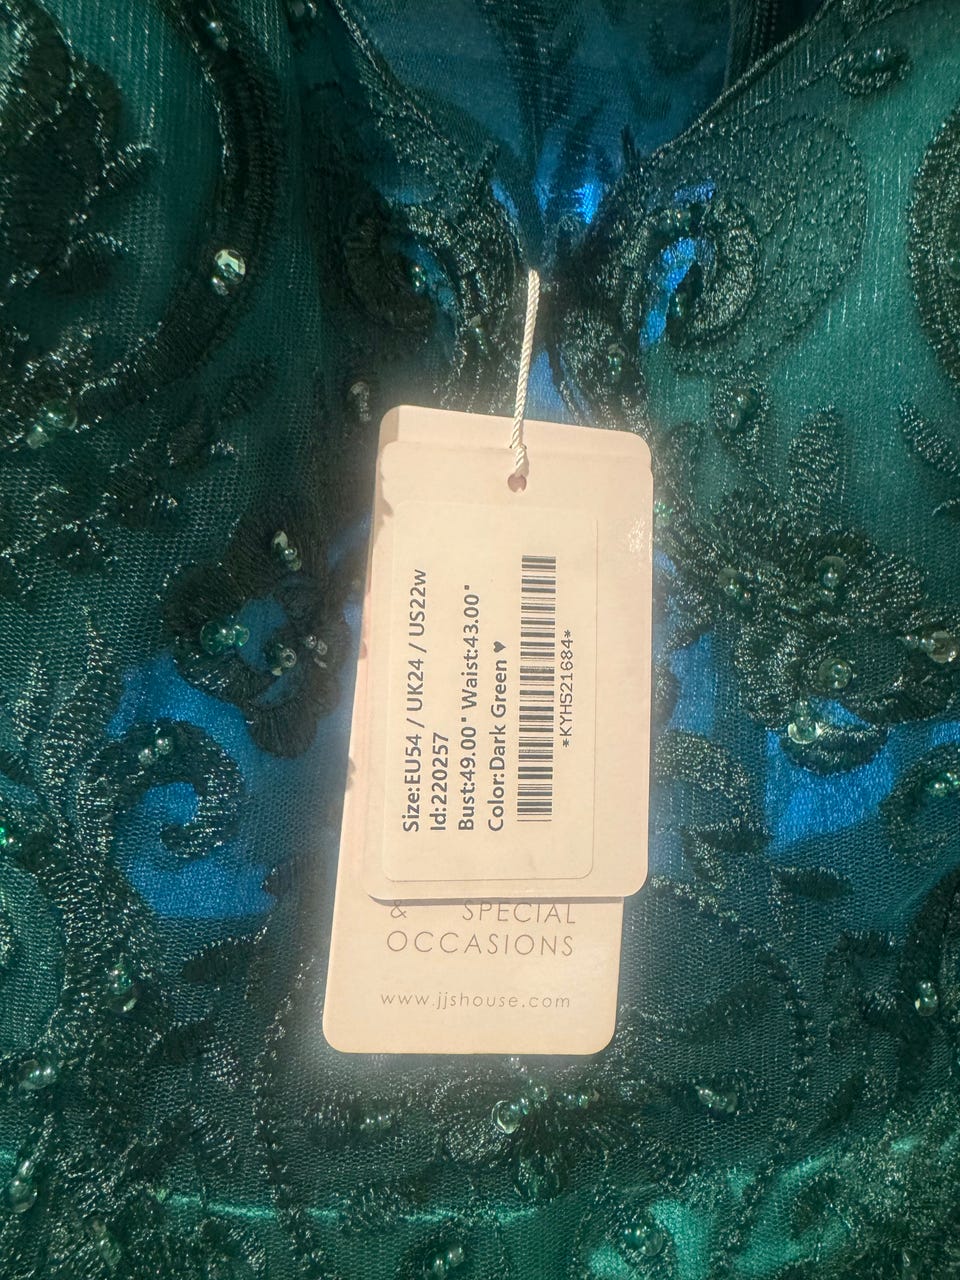 Size:EU54 / UK24 / US22w
Id:220257
Bust:49.00" Waist:43.00"
Color:Dark Green ♥
*KYHS21684*
& SPECIAL
OCCASIONS
www.jjshouse.com